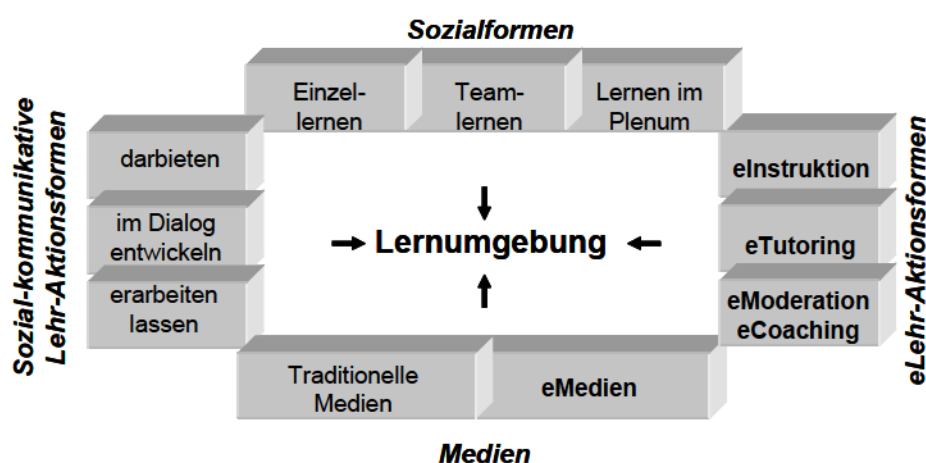 Sozialformen
Einzel-
lernen
Team-
lernen
Lernen im
Plenum
Sozial-kommunikative
Lehr-Aktionsformen
darbieten
im Dialog
entwickeln
erarbeiten
lassen
Lernumgebung
eInstruktion
eTutoring
eModeration
eCoaching
eLehr-Aktionsformen
Traditionelle
Medien
eMedien
Medien